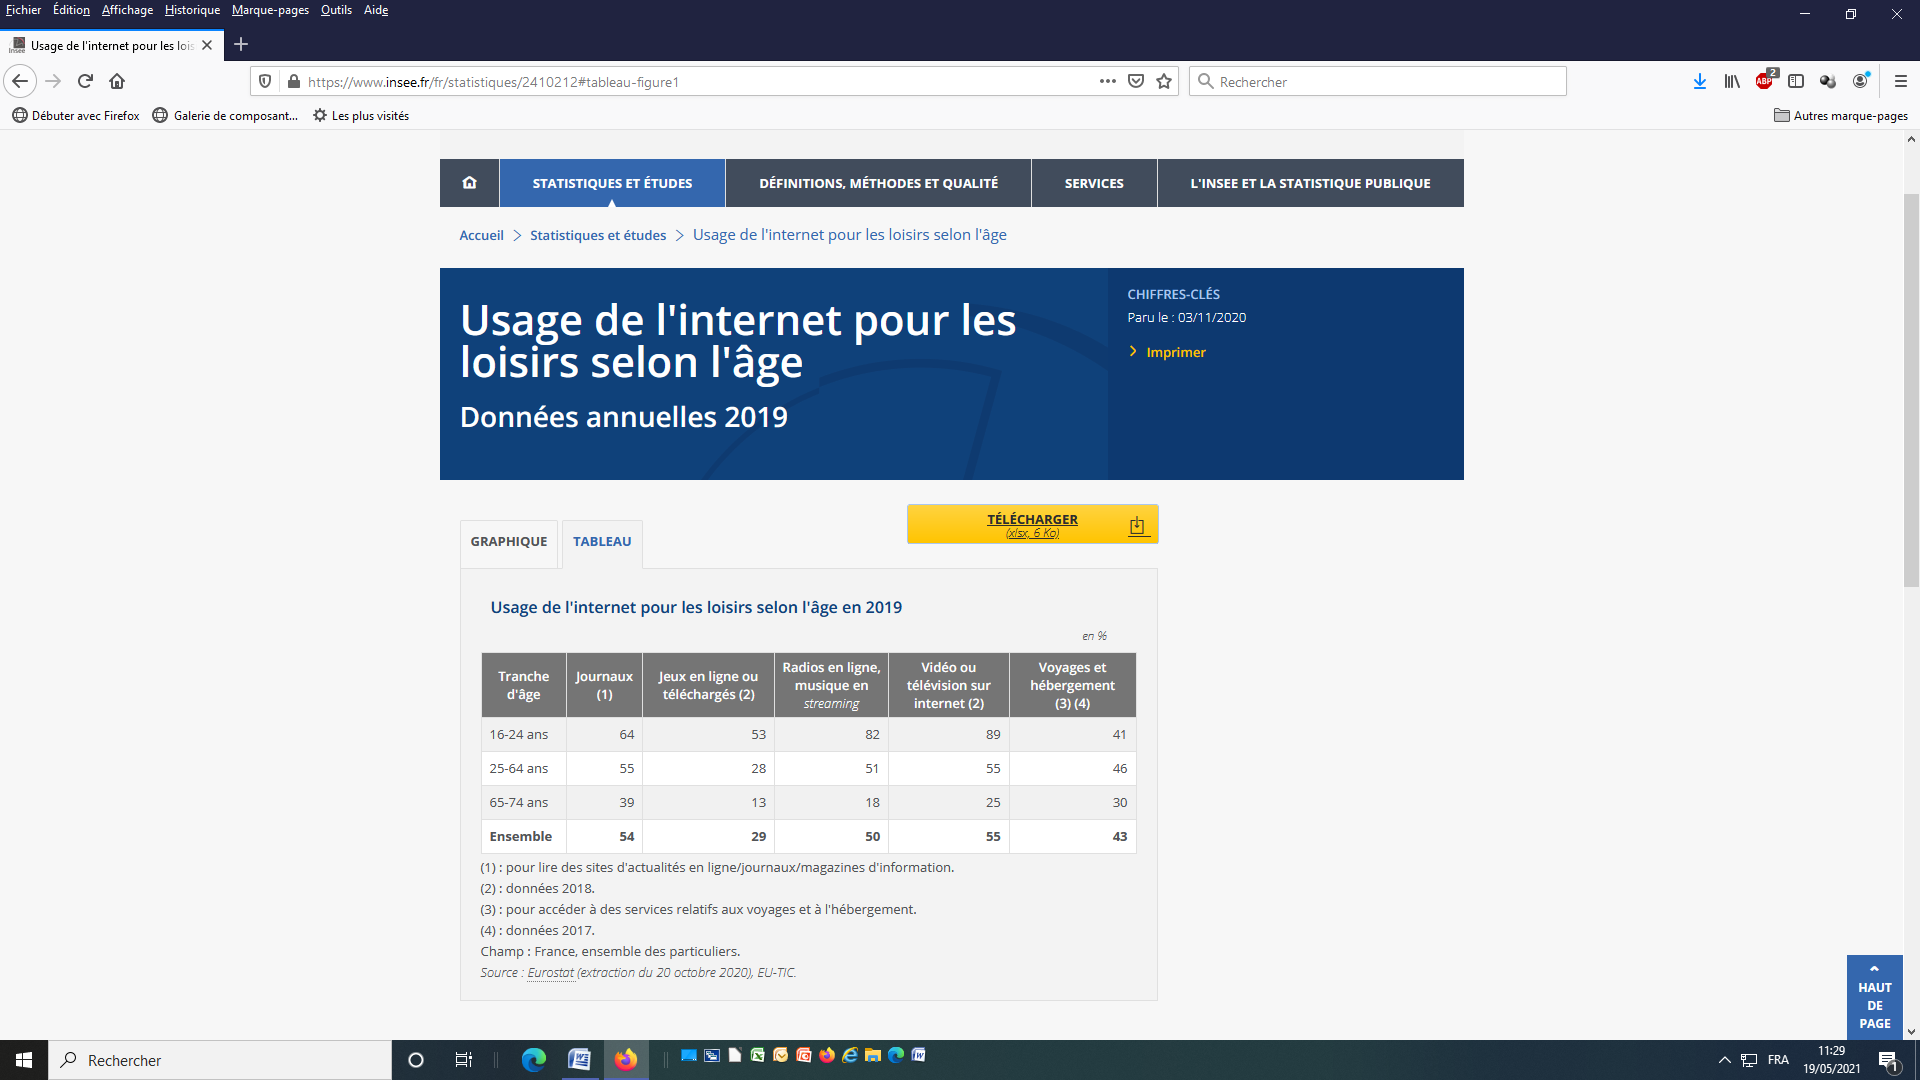 Fichier Édition Affichage Historique Marque-pages Outils Aide
Usage de l'internet pour les lois
https://www.insee.fr/fr/statistiques/2410212#tableau-figure1
Rechercher
ABP
2
Débuter avec Firefox Galerie de composant... Les plus visités
Autres marque-pages
STATISTIQUES ET ÉTUDES DÉFINITIONS, MÉTHODES ET QUALITÉ SERVICES L'INSEE ET LA STATISTIQUE PUBLIQUE
Accueil > Statistiques et études > Usage de l'internet pour les loisirs selon l'âge
Usage de l'internet pour les
loisirs selon l'âge
Données annuelles 2019
CHIFFRES-CLÉS
Paru le : 03/11/2020
Imprimer
TÉLÉCHARGER
(xlsx, 6 Ko)
GRAPHIQUE TABLEAU
Usage de l'internet pour les loisirs selon l'âge en 2019
en %
Tranche d'âge Journaux (1) Jeux en ligne ou téléchargés (2) Radios en ligne, musique en streaming Vidéo ou télévision sur internet (2) Voyages et hébergement (3) (4)
16-24 ans 64 53 82 89 41
25-64 ans 55 28 51 55 46
65-74 ans 39 13 18 25 30
Ensemble 54 29 50 55 43
(1) : pour lire des sites d'actualités en ligne/journaux/magazines d'information.
(2) : données 2018.
(3) : pour accéder à des services relatifs aux voyages et à l'hébergement.
(4) : données 2017.
Champ : France, ensemble des particuliers.
Source : Eurostat (extraction du 20 octobre 2020), EU-TIC.
HAUT
DE
PAGE
Rechercher
FRA
11:29
19/05/2021
1